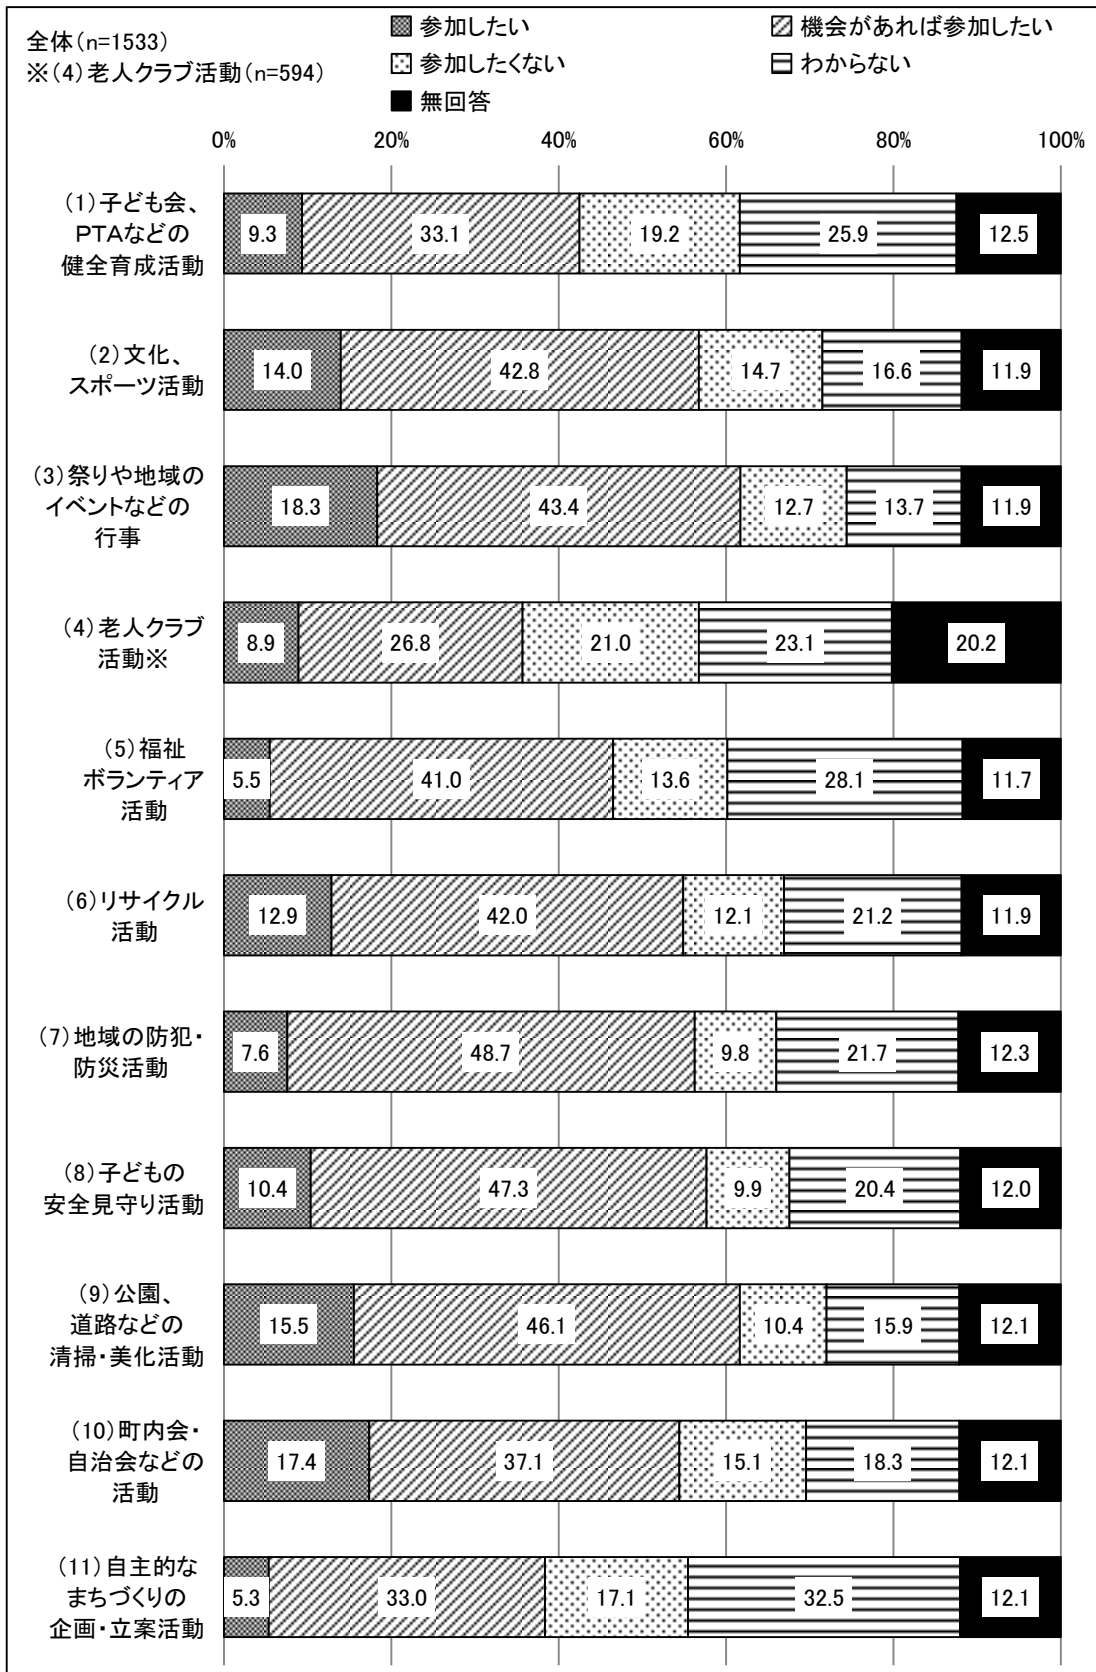 全体(n=1533)
※(4)老人クラブ活動(n=594)
参加したい
機会があれば参加したい
参加したくない
わからない
無回答
0% 20% 40% 60% 80% 100%
(1)子ども会、
PTAなどの
健全育成活動
9.3 33.1 19.2 25.9 12.5
(2)文化、
スポーツ活動
14.0 42.8 14.7 16.6 11.9
(3)祭りや地域の
イベントなどの
行事
18.3 43.4 12.7 13.7 11.9
(4)老人クラブ
活動※
8.9 26.8 21.0 23.1 20.2
(5)福祉
ボランティア
活動
5.5 41.0 13.6 28.1 11.7
(6)リサイクル
活動
12.9 42.0 12.1 21.2 11.9
(7)地域の防犯・
防災活動
7.6 48.7 9.8 21.7 12.3
(8)子どもの
安全見守り活動
10.4 47.3 9.9 20.4 12.0
(9)公園、
道路などの
清掃・美化活動
15.5 46.1 10.4 15.9 12.1
(10)町内会・
自治会などの
活動
17.4 37.1 15.1 18.3 12.1
(11)自主的な
まちづくりの
企画・立案活動
5.3 33.0 17.1 32.5 12.1